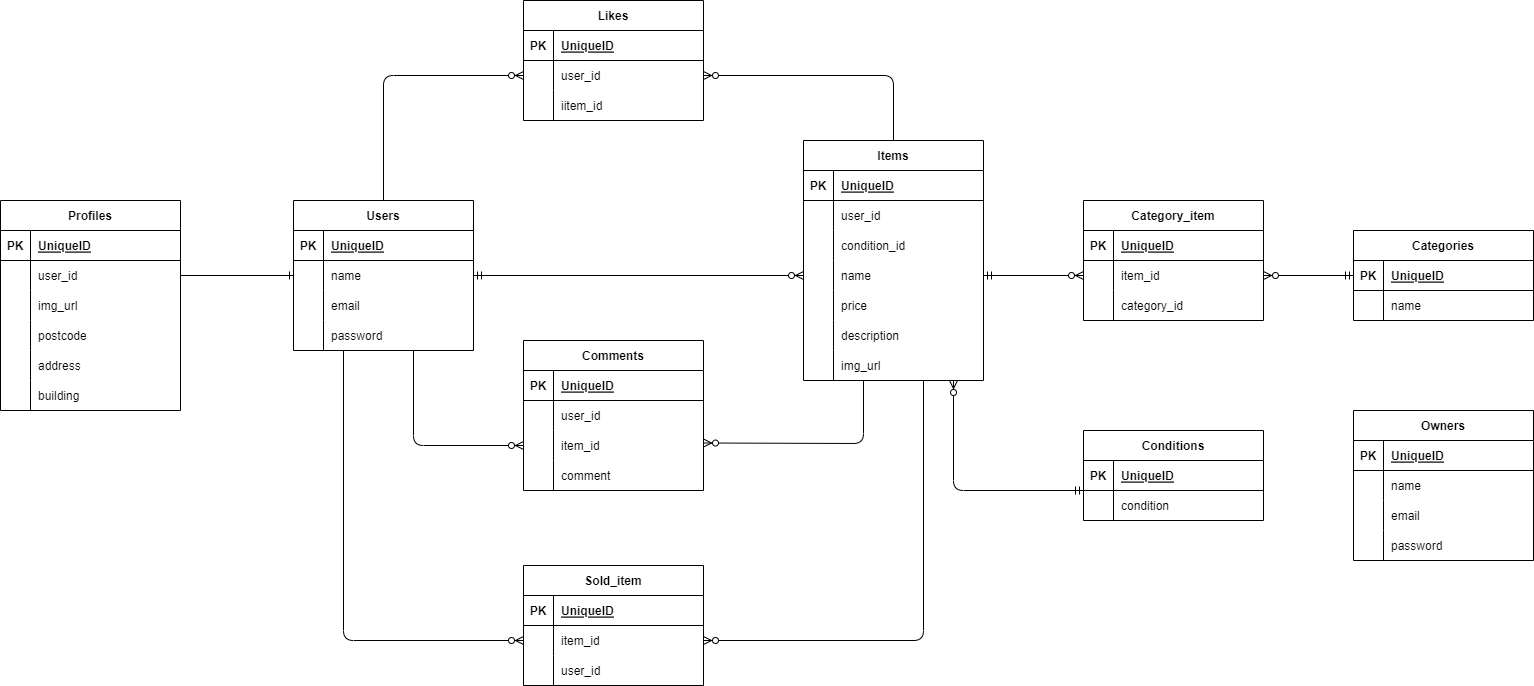 Likes
PK UniqueID
user_id
iitem_id
Items
PK UniqueID
user_id
condition_id
name
price
description
img_url
Profiles
PK UniqueID
user_id
img_url
postcode
address
building
Users
PK UniqueID
name
email
password
Category_item
PK UniqueID
item_id
category_id
Categories
PK UniqueID
name
Comments
PK UniqueID
user_id
item_id
comment
Conditions
PK UniqueID
condition
Owners
PK UniqueID
name
email
password
Sold_item
PK UniqueID
item_id
user_id